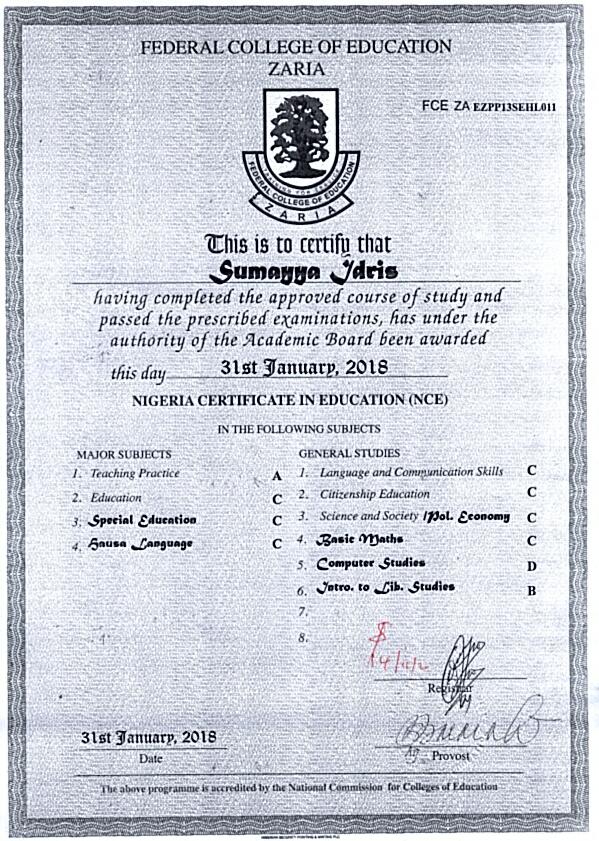 FEDERAL COLLEGE OF EDUCATION
ZARIA
FCE ZA EZPP13SEHL011
FEDERAL COLLEGE OF EDUCATION
ZARIA
This is to certify that
Sumayya Idris
having completed the approved course of study and
passed the prescribed examinations, has under the
authority of the Academic Board been awarded
this day 31st January, 2018
NIGERIA CERTIFICATE IN EDUCATION (NCE)
IN THE FOLLOWING SUBJECTS
MAJOR SUBJECTS
1. Teaching Practice A
2. Education C
3. Special Education C
4. Hausa Language C
GENERAL STUDIES
1. Language and Communication Skills C
2. Citizenship Education C
3. Science and Society /Pol. Economy C
4. Basic Maths C
5. Computer Studies D
6. Intro. to Lib. Studies B
7.
8.
Registrar
31st January, 2018
Date
Ag. Provost
The above programme is accredited by the National Commission for Colleges of Education